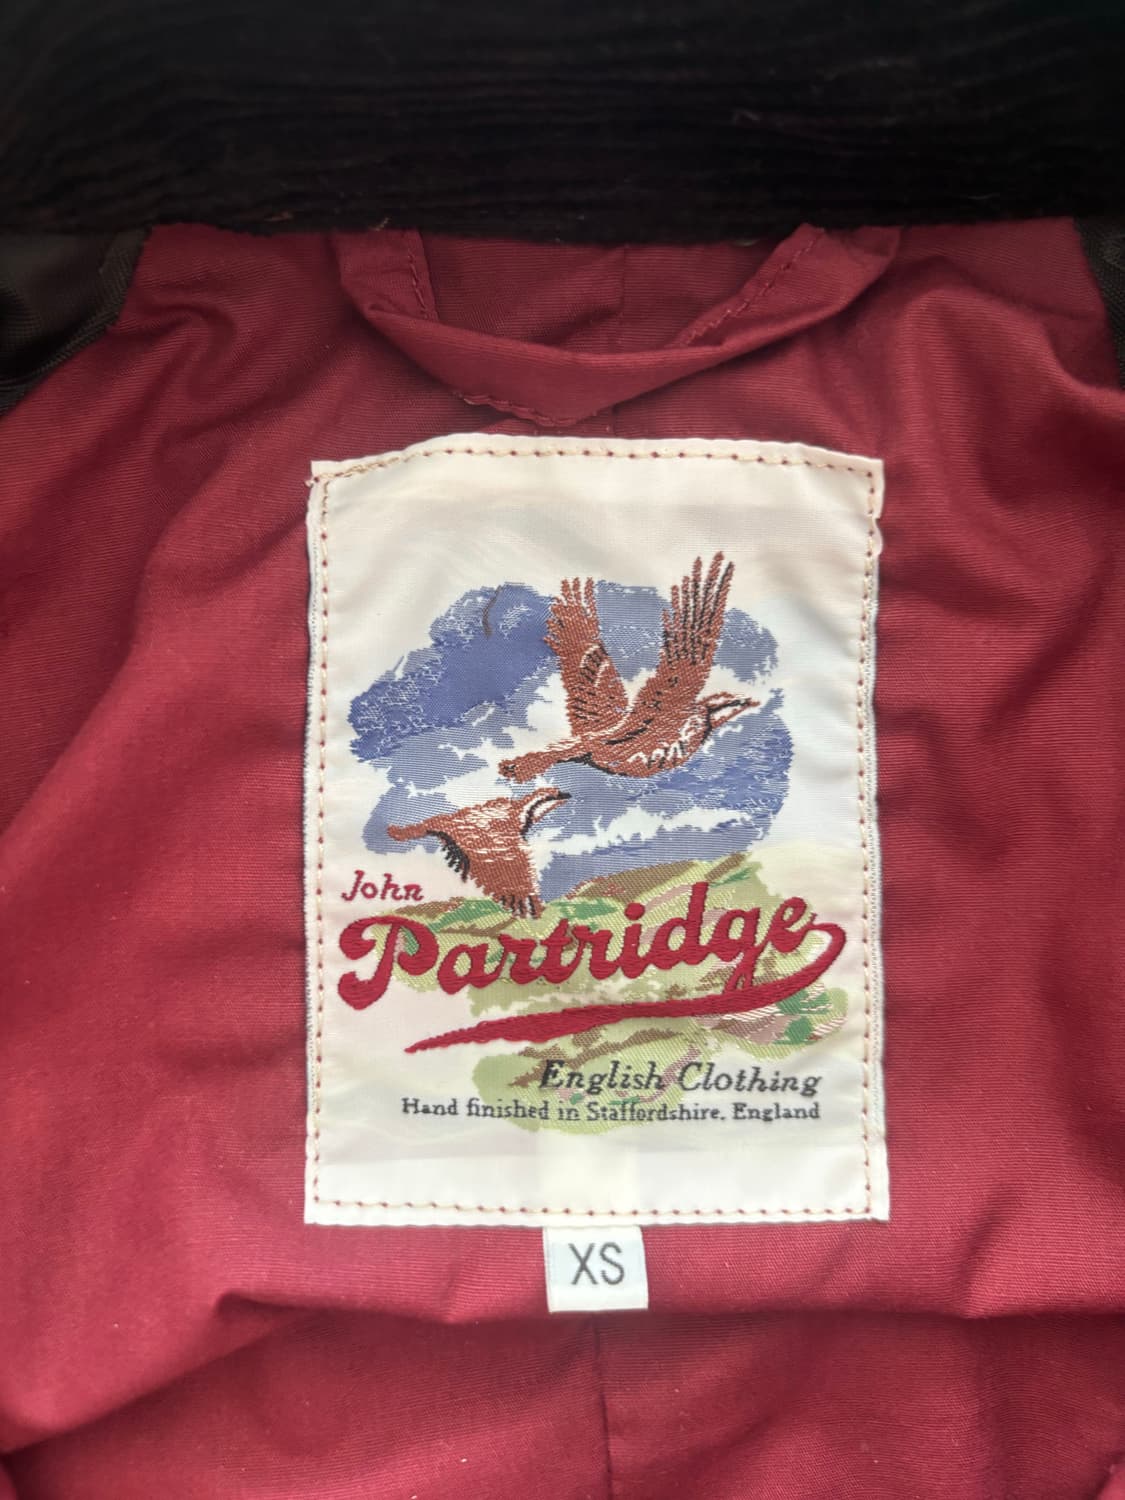 John
Partridge
English Clothing
Hand finished in Staffordshire. England
XS